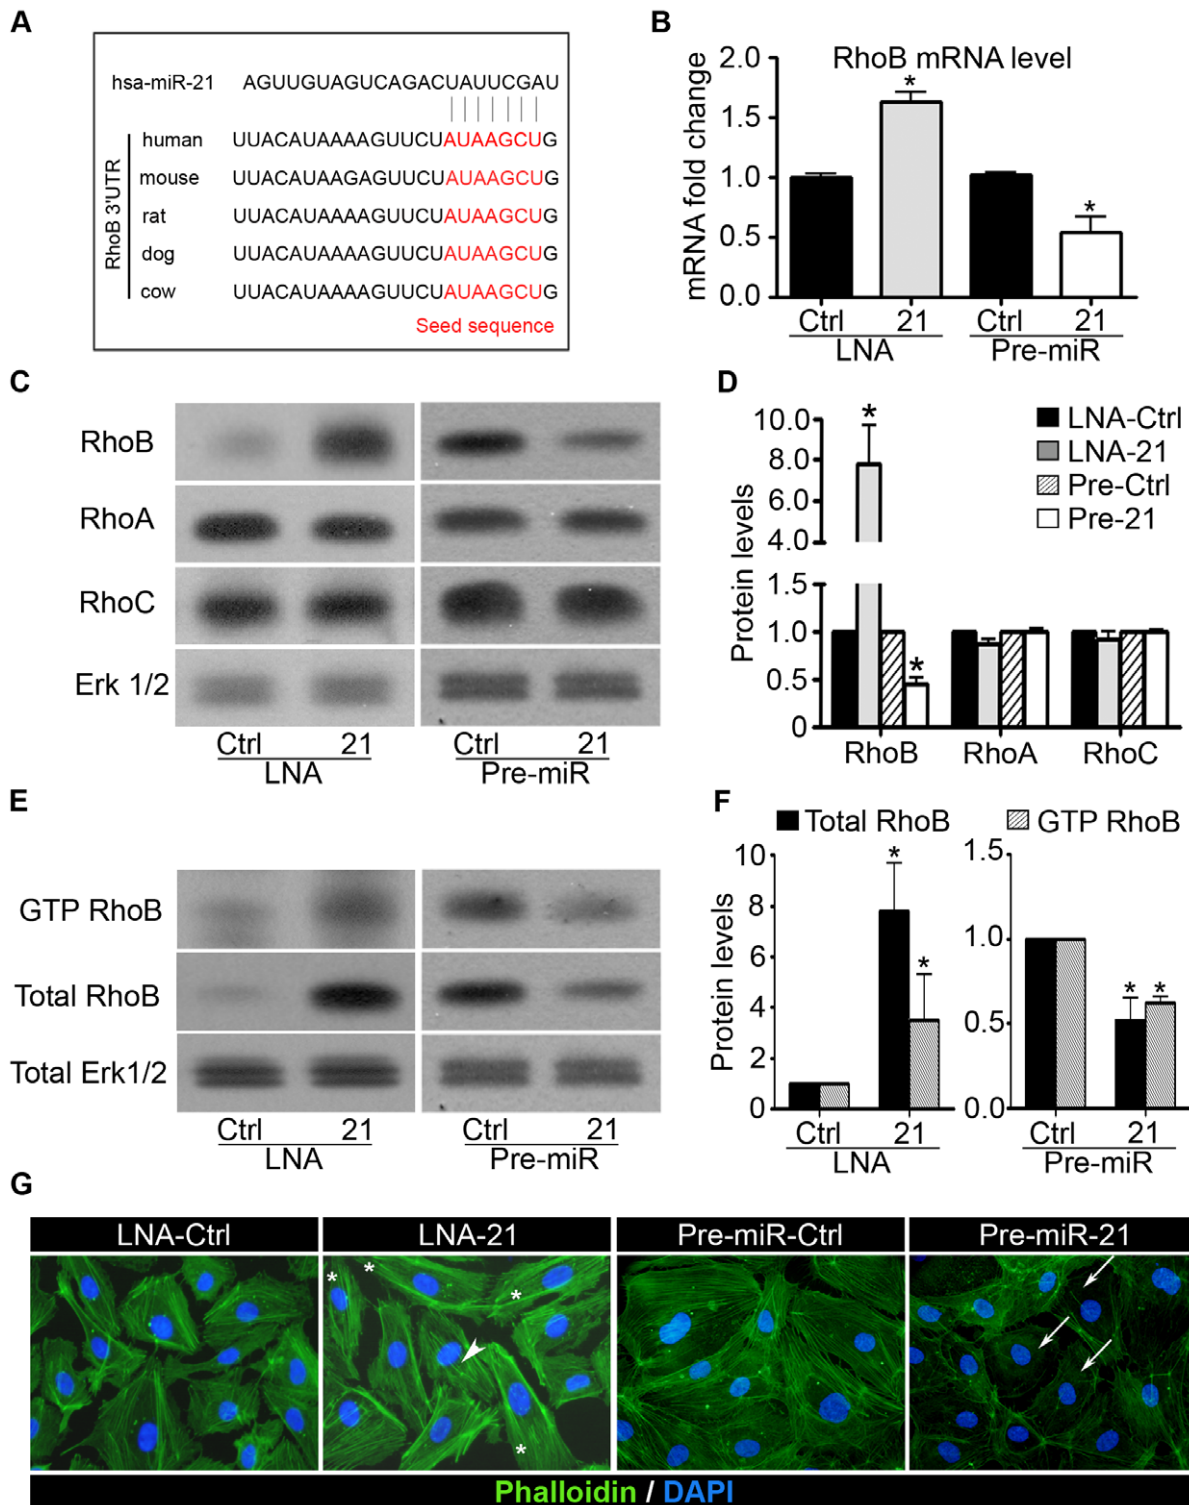 A
hsa-miR-21 AGUUGUAGUCAGACUAUUCGAU
RhoB 3'UTR
human UUACAUAAAAGUUCUAUAAGCUG
mouse UUACAUAAGAGUUCUAUAAGCUG
rat UUACAUAAAAGUUCUAUAAGCUG
dog UUACAUAAAAGUUCUAUAAGCUG
cow UUACAUAAAAGUUCUAUAAGCUG
Seed sequence
B
RhoB mRNA level
mRNA fold change
2.0
1.5
1.0
0.5
0.0
* *
Ctrl 21 Ctrl 21
LNA Pre-miR
C
RhoB
RhoA
RhoC
Erk 1/2
Ctrl 21 Ctrl 21
LNA Pre-miR
D
Protein levels
10.0
8.0
6.0
4.0
1.5
1.0
0.5
0
* *
LNA-Ctrl
LNA-21
Pre-Ctrl
Pre-21
RhoB RhoA RhoC
E
GTP RhoB
Total RhoB
Total Erk1/2
Ctrl 21 Ctrl 21
LNA Pre-miR
F
Total RhoB GTP RhoB
Protein levels
10
8
6
4
2
0
* *
Ctrl 21
LNA
1.5
1.0
0.5
0.0
* *
Ctrl 21
Pre-miR
G
LNA-Ctrl LNA-21 Pre-miR-Ctrl Pre-miR-21
* * * *
Phalloidin / DAPI